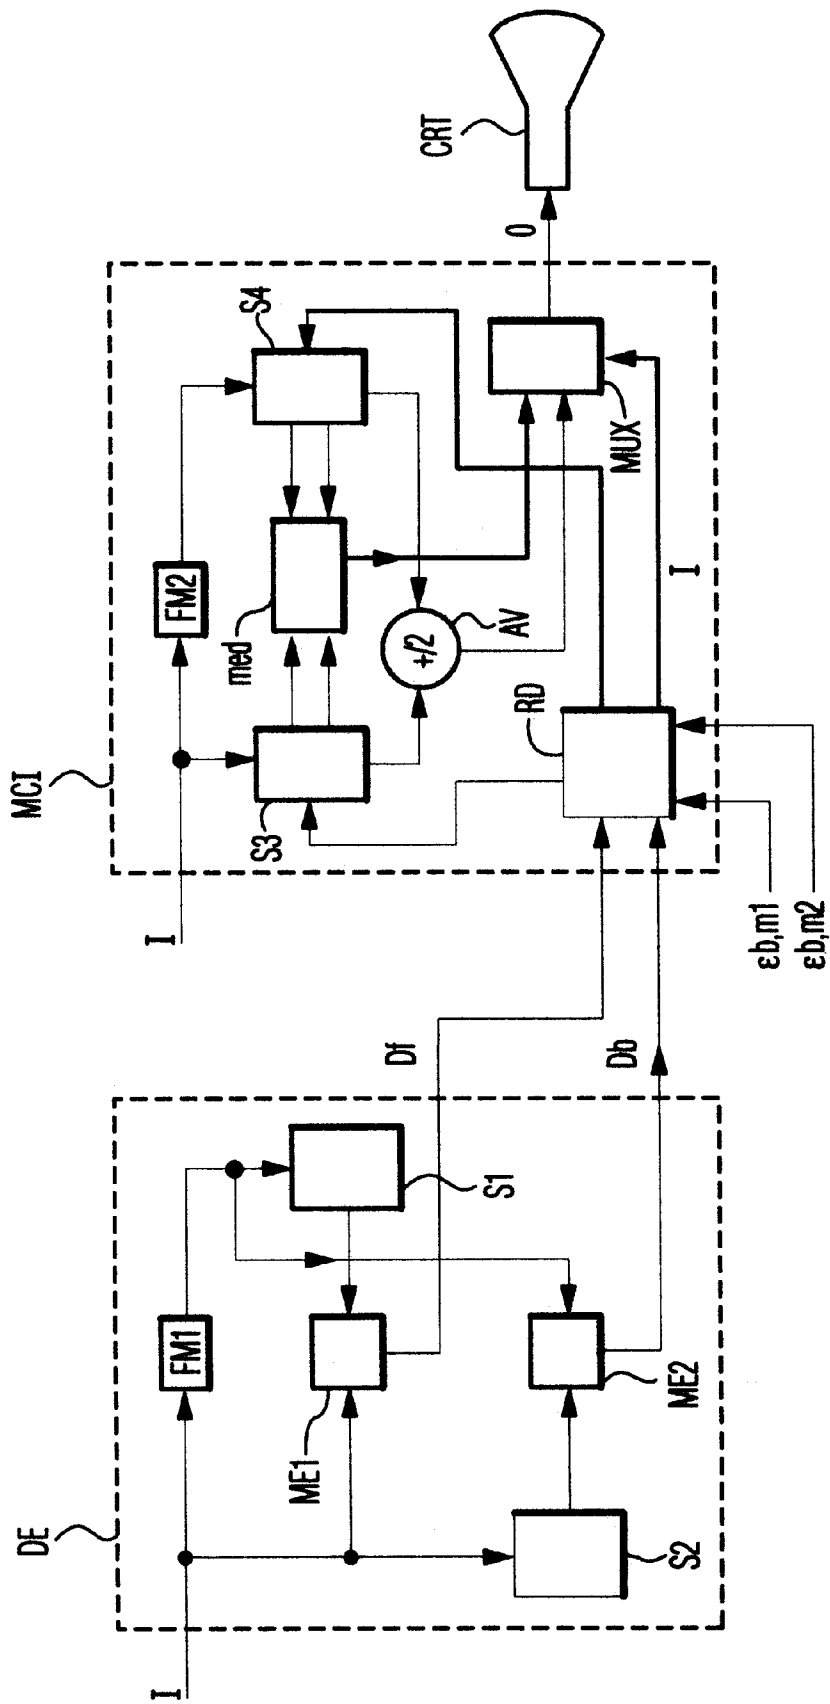 I
DE
FM1
ME1
S1
S2
ME2
Df
Db
I
MCI
FM2
S3
S4
med
+/2
AV
RD
I
MUX
εb,m1
εb,m2
O
CRT